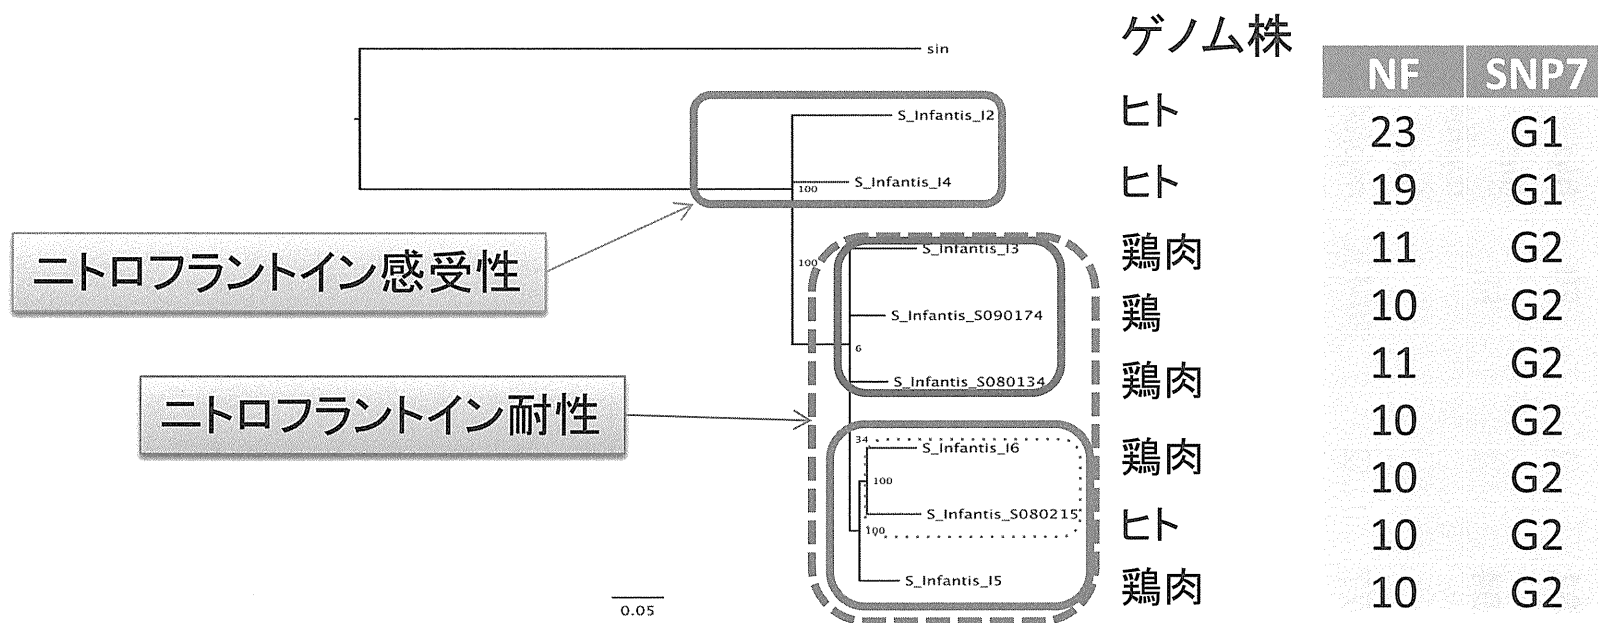 ゲノム株
sin
S_Infantis_I2
ヒト
S_Infantis_I4
100
ヒト
ニトロフラントイン感受性
S_Infantis_I3
100
鶏肉
S_Infantis_S090174
鶏
6
S_Infantis_S080134
鶏肉
ニトロフラントイン耐性
34
S_Infantis_I6
鶏肉
100
S_Infantis_S080215
ヒト
100
S_Infantis_I5
鶏肉
0.05
NF SNP7
23 G1
19 G1
11 G2
10 G2
11 G2
10 G2
10 G2
10 G2
10 G2